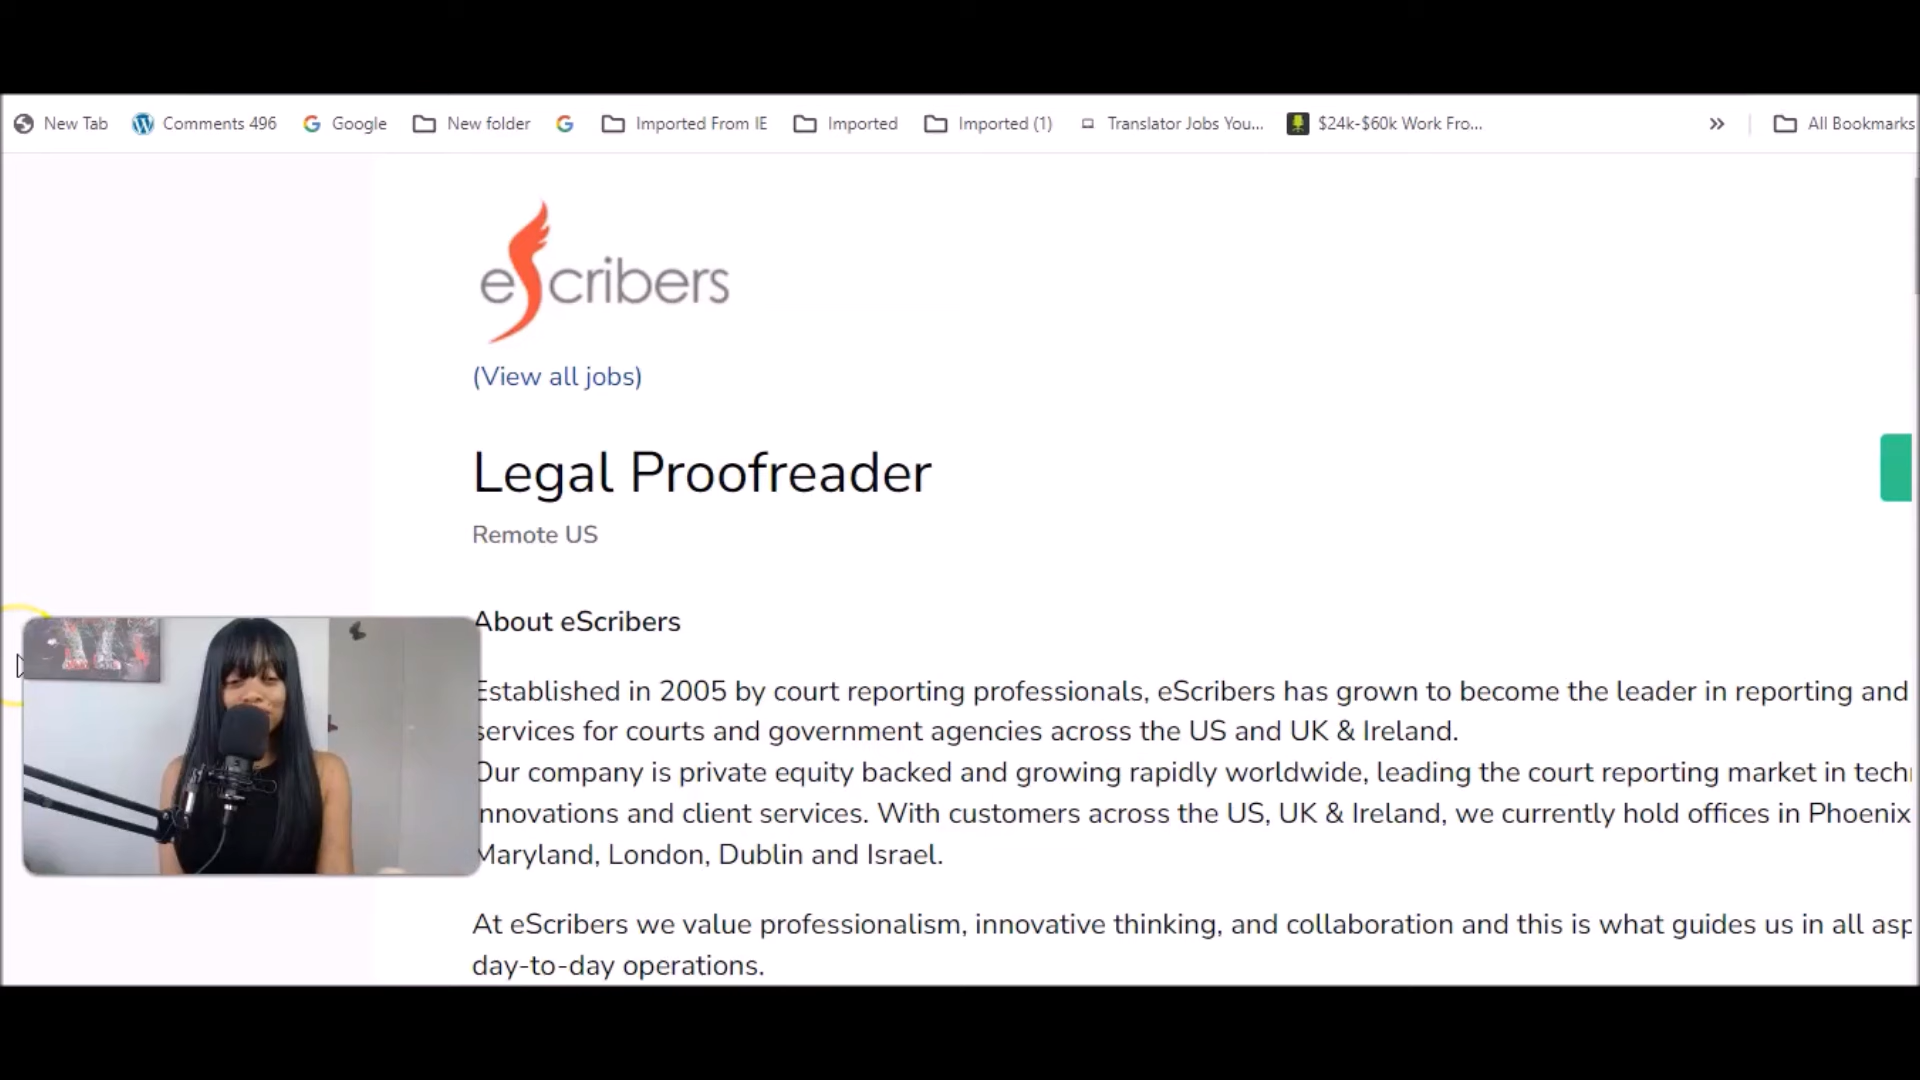 New Tab Comments 496 Google New folder Imported From IE Imported Imported (1) Translator Jobs You... $24k-$60k Work Fro... » All Bookmarks
eScribers
(View all jobs)
Legal Proofreader
Remote US
About eScribers
Established in 2005 by court reporting professionals, eScribers has grown to become the leader in reporting and
services for courts and government agencies across the US and UK & Ireland.
Our company is private equity backed and growing rapidly worldwide, leading the court reporting market in tech
innovations and client services. With customers across the US, UK & Ireland, we currently hold offices in Phoenix
Maryland, London, Dublin and Israel.
At eScribers we value professionalism, innovative thinking, and collaboration and this is what guides us in all asp
day-to-day operations.